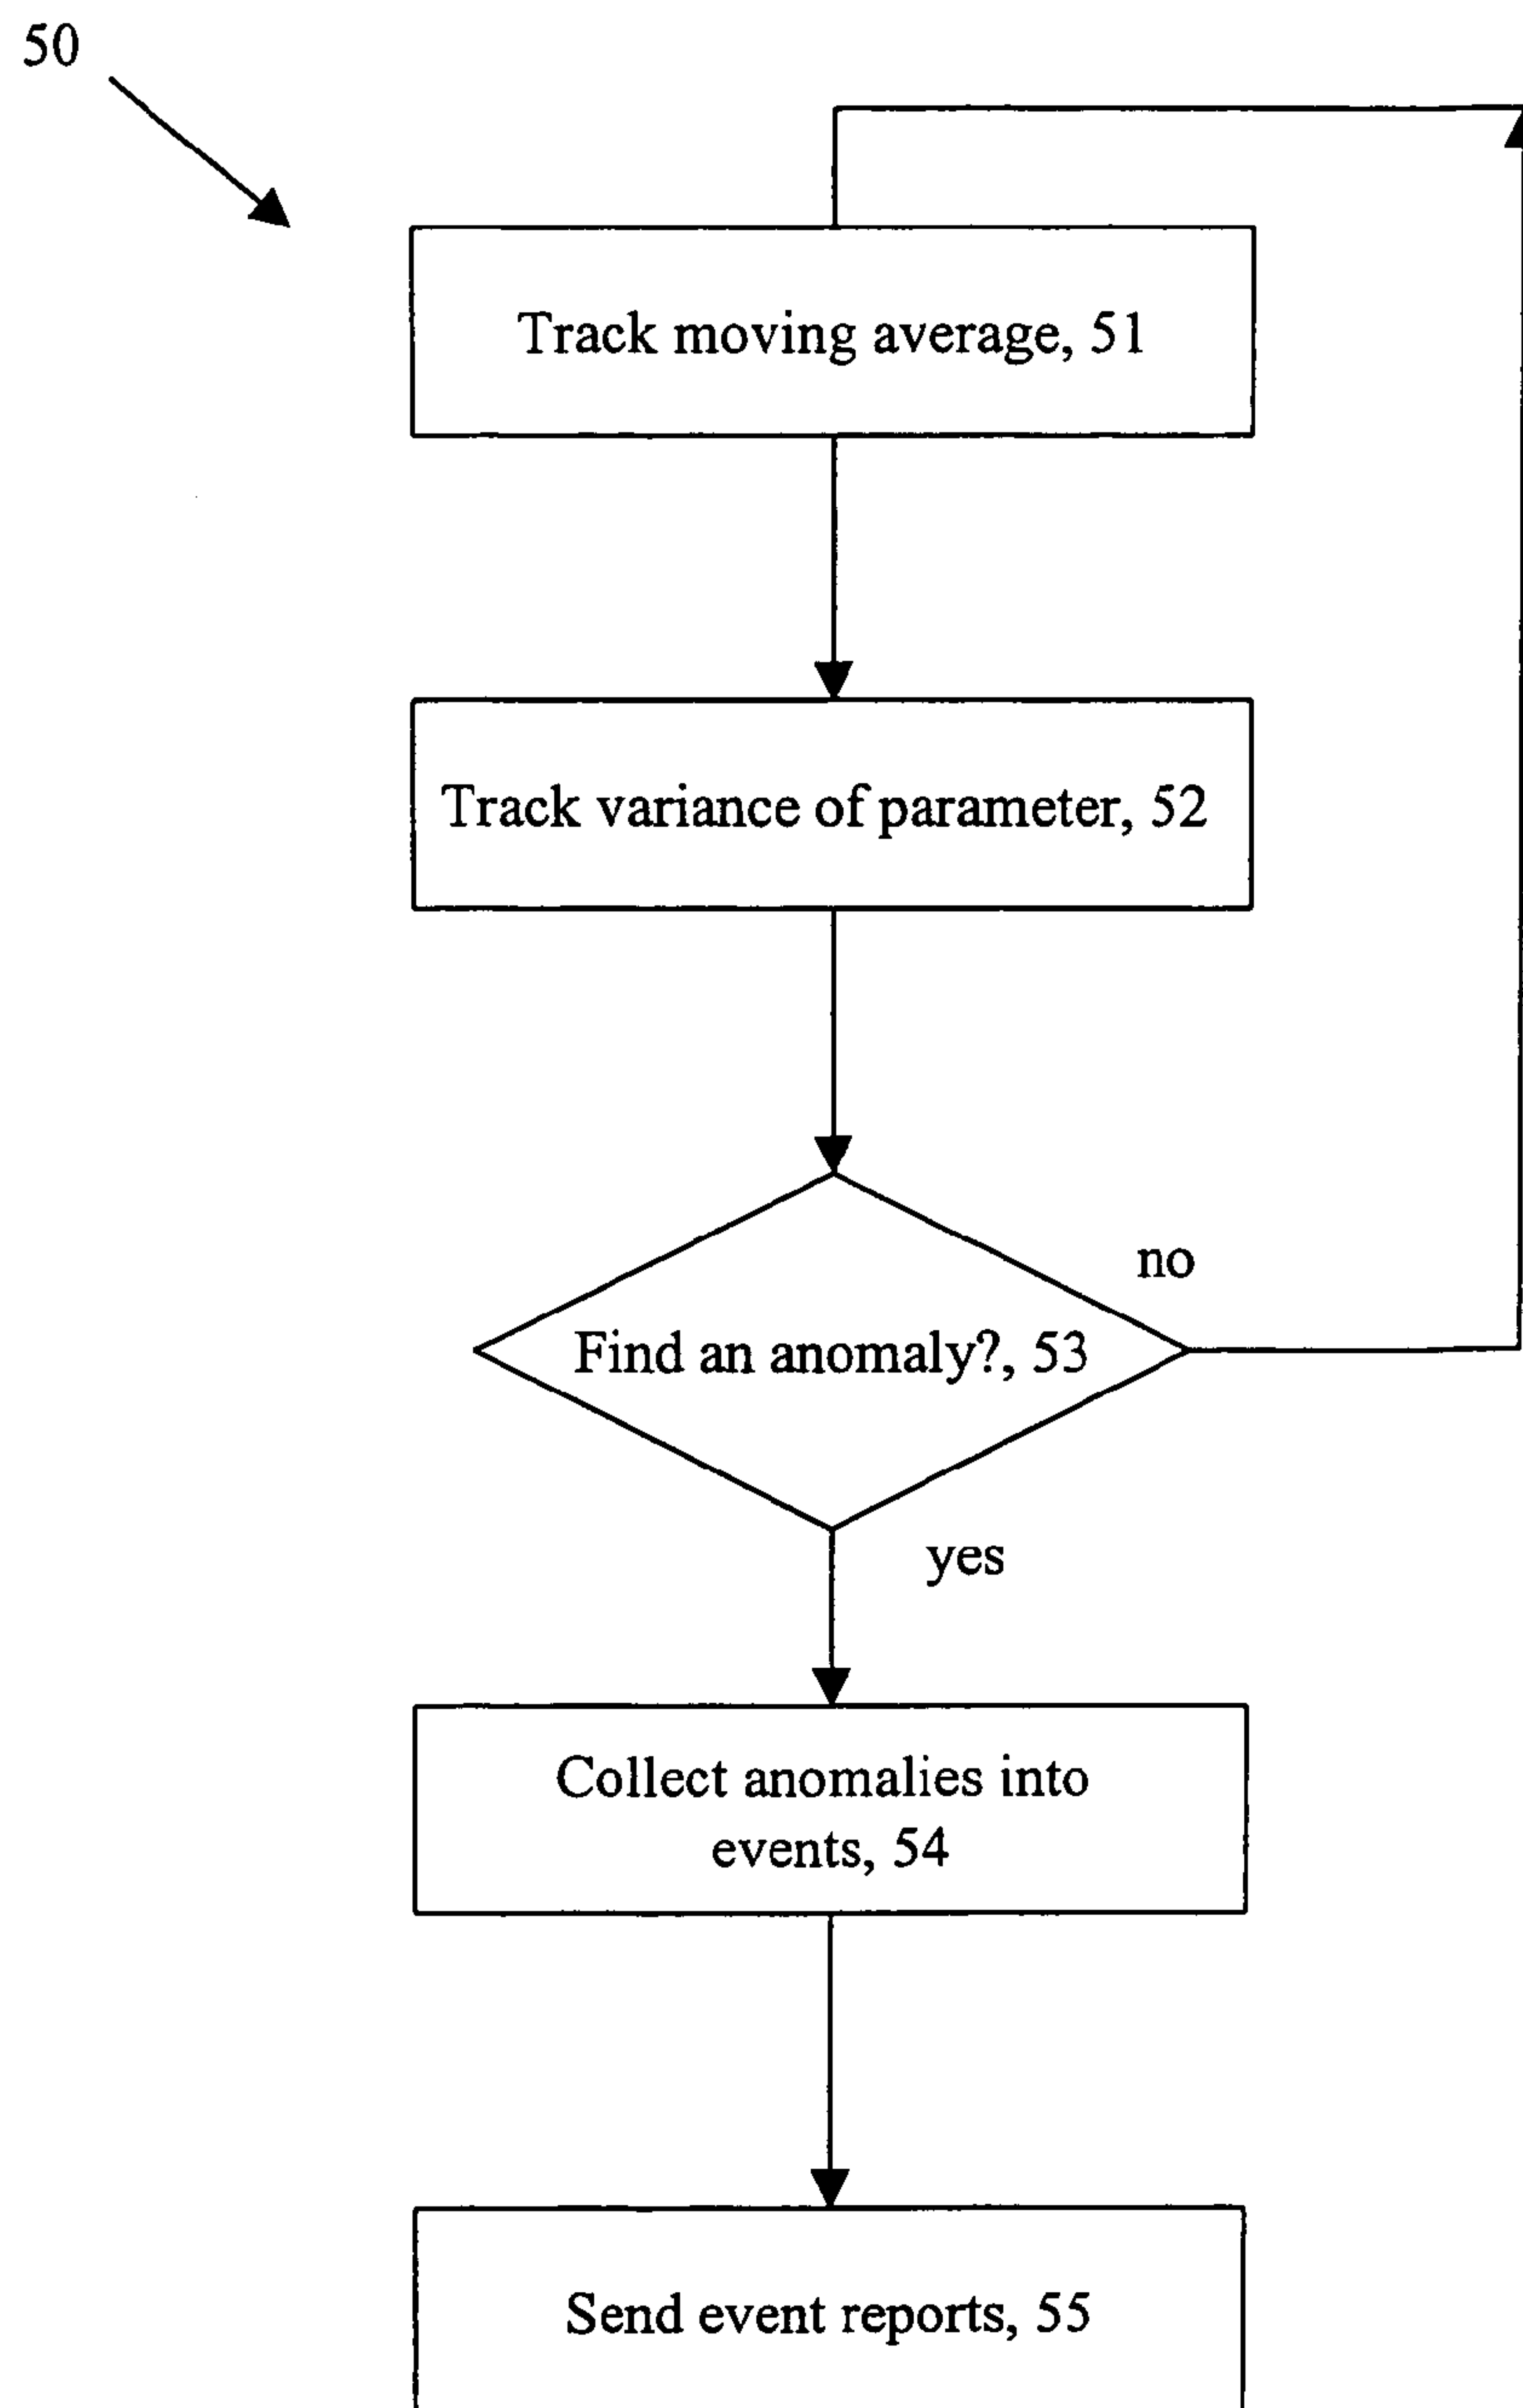 50
Track moving average, 51
Track variance of parameter, 52
no
Find an anomaly?, 53
yes
Collect anomalies into
events, 54
Send event reports, 55